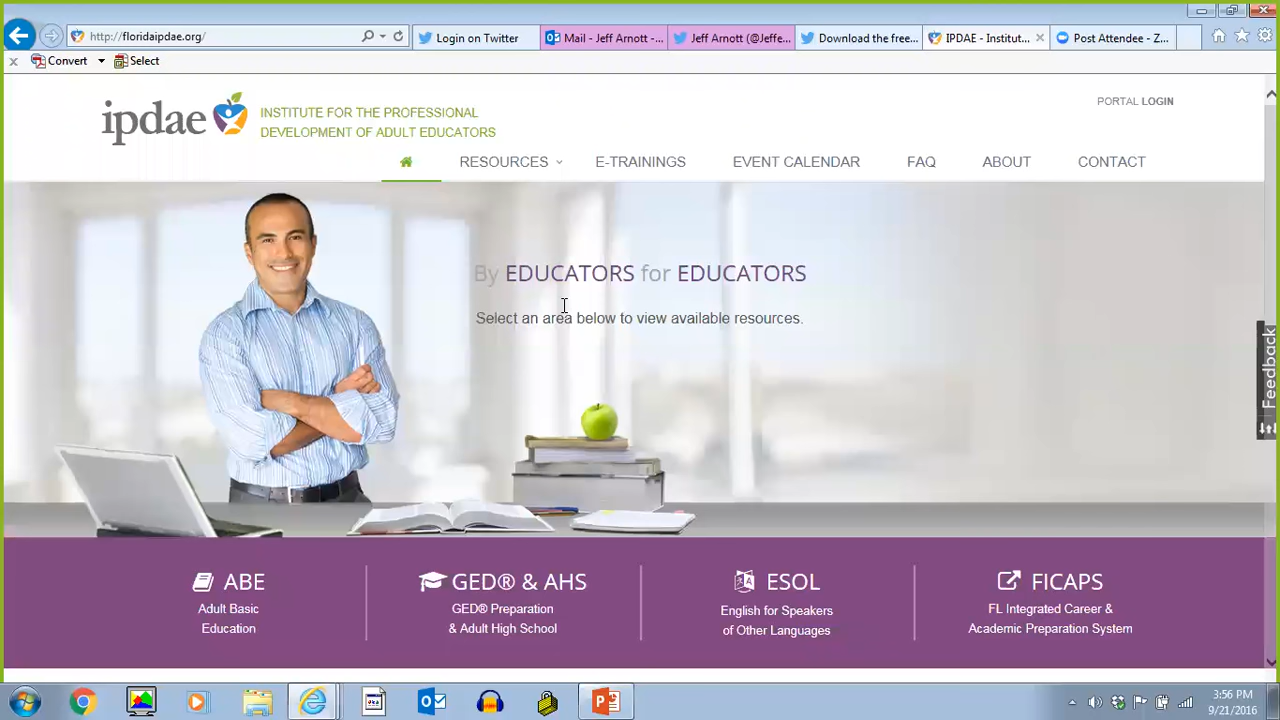 http://floridaipdae.org/
Login on Twitter
Mail - Jeff Arnott -...
Jeff Arnott (@Jeffe...
Download the free...
IPDAE - Institut...
Post Attendee - Z...
Convert
Select
ipdae
INSTITUTE FOR THE PROFESSIONAL
DEVELOPMENT OF ADULT EDUCATORS
PORTAL LOGIN
RESOURCES
E-TRAININGS
EVENT CALENDAR
FAQ
ABOUT
CONTACT
By EDUCATORS for EDUCATORS
Select an area below to view available resources.
Feedback
ABE
Adult Basic
Education
GED® & AHS
GED® Preparation
& Adult High School
ESOL
English for Speakers
of Other Languages
FICAPS
FL Integrated Career &
Academic Preparation System
3:56 PM
9/21/2016